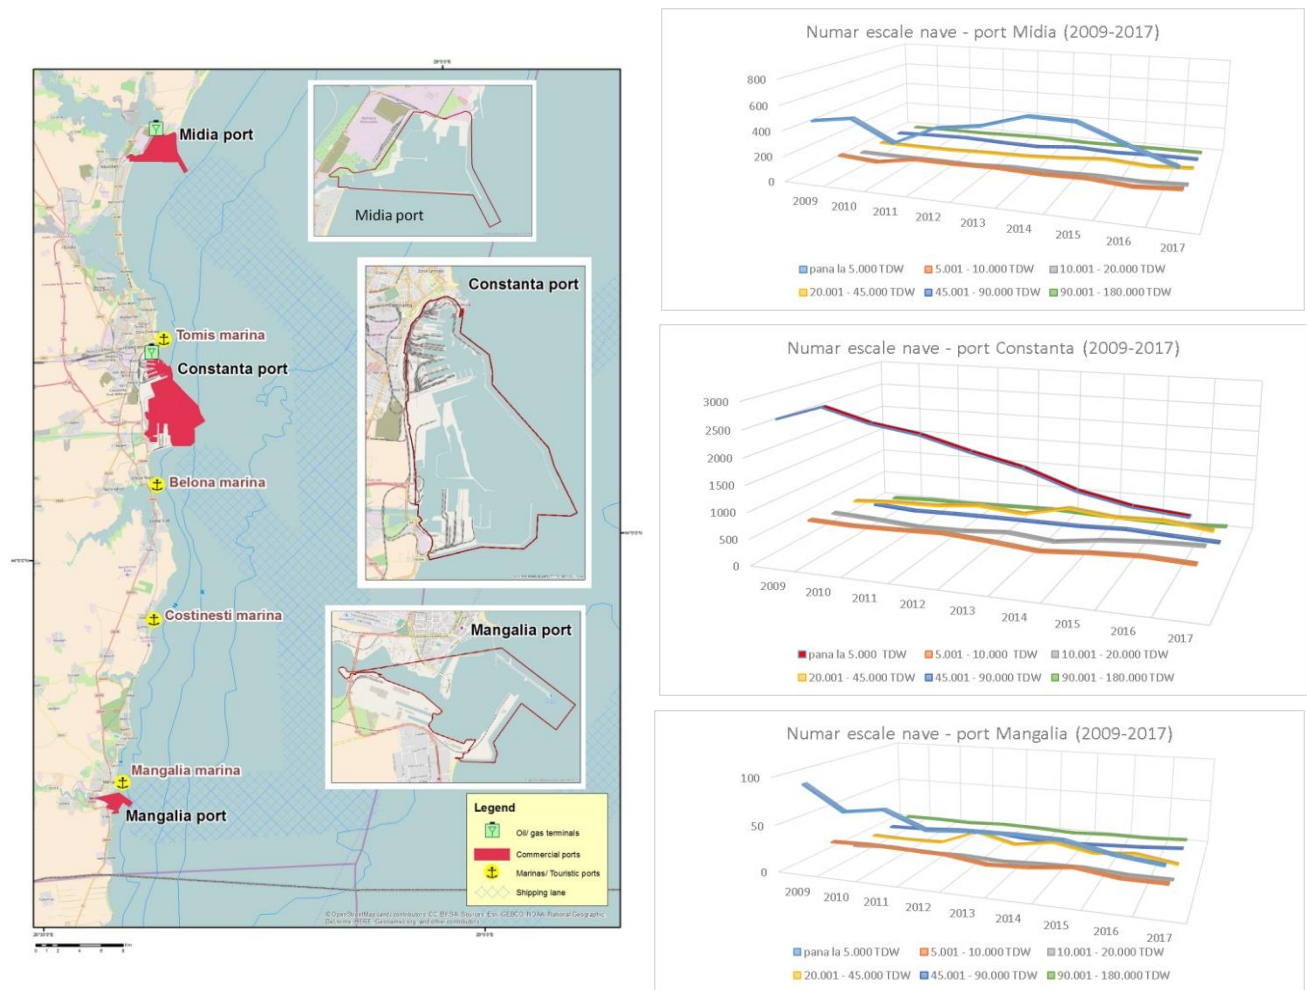 Midia port
Tomis marina
Constanta port
Belona marina
Costinesti marina
Mangalia marina
Mangalia port
Midia port
Constanta port
Mangalia port
Legend
Oil/ gas terminals
Commercial ports
Marinas/ Touristic ports
Shipping lane
Numar escale nave - port Midia (2009-2017)
800
600
400
200
0
2009
2010
2011
2012
2013
2014
2015
2016
2017
pana la 5.000 TDW
5.001 - 10.000 TDW
10.001 - 20.000 TDW
20.001 - 45.000 TDW
45.001 - 90.000 TDW
90.001 - 180.000 TDW
Numar escale nave - port Constanta (2009-2017)
3000
2500
2000
1500
1000
500
0
2009
2010
2011
2012
2013
2014
2015
2016
2017
pana la 5.000 TDW
5.001 - 10.000 TDW
10.001 - 20.000 TDW
20.001 - 45.000 TDW
45.001 - 90.000 TDW
90.001 - 180.000 TDW
Numar escale nave - port Mangalia (2009-2017)
100
50
0
2009
2010
2011
2012
2013
2014
2015
2016
2017
pana la 5.000 TDW
5.001 - 10.000 TDW
10.001 - 20.000 TDW
20.001 - 45.000 TDW
45.001 - 90.000 TDW
90.001 - 180.000 TDW